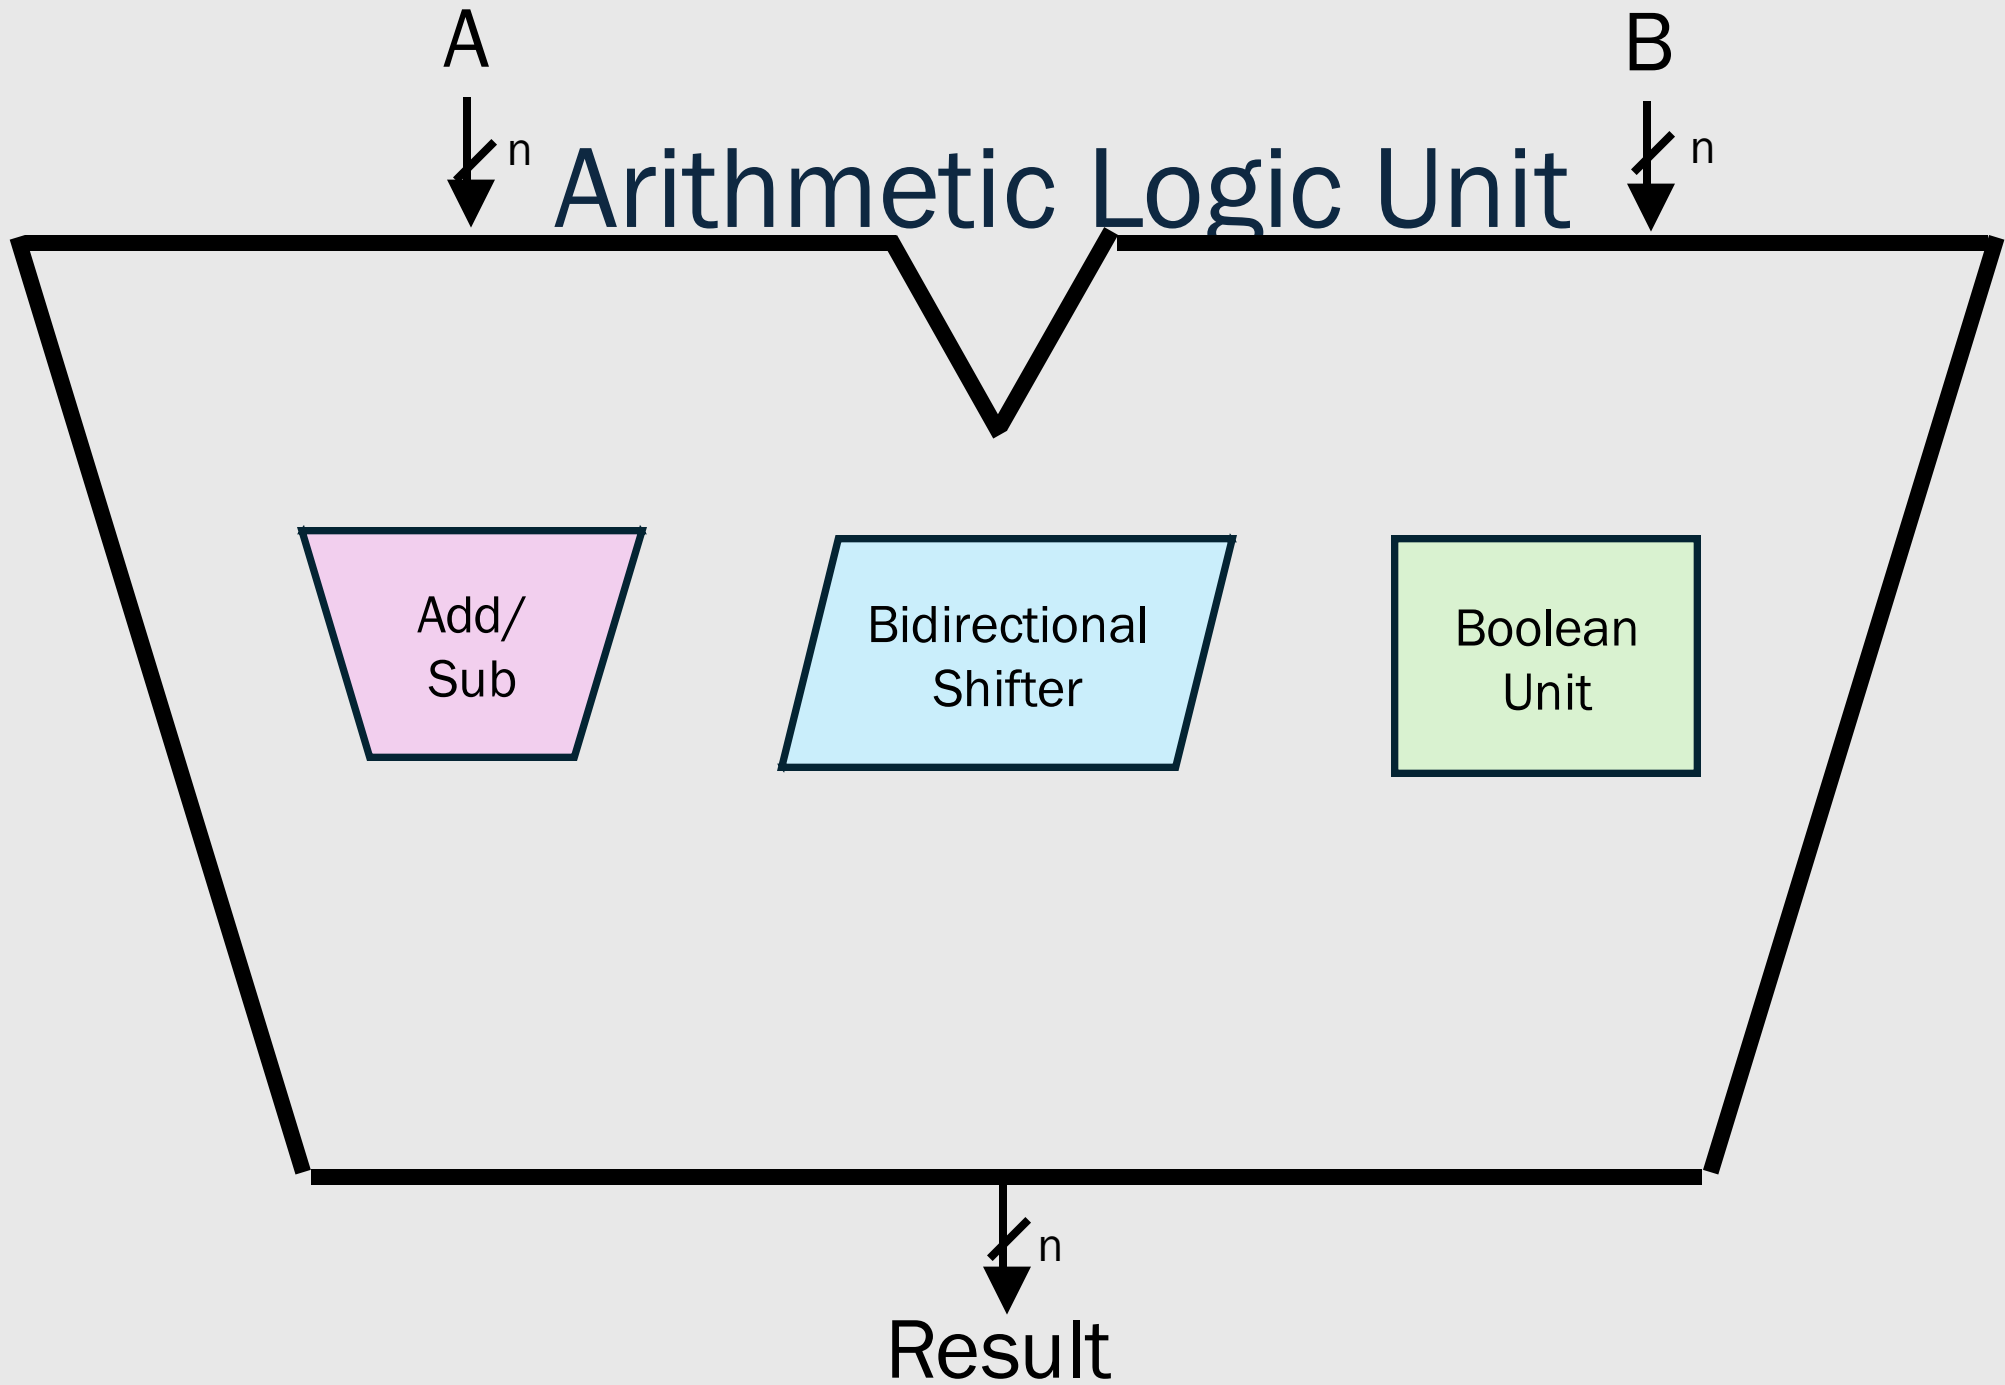 A
B
n
n
Arithmetic Logic Unit
Add/
Sub
Bidirectional
Shifter
Boolean
Unit
n
Result